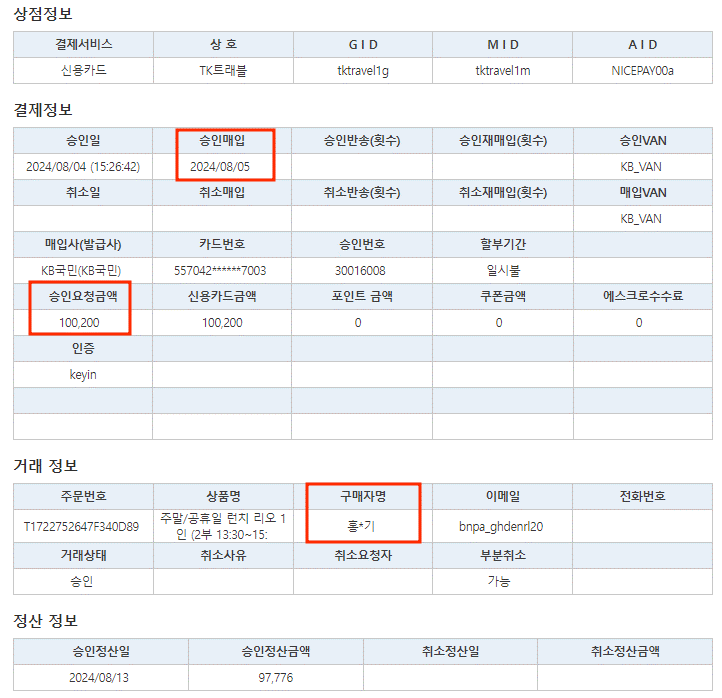 상점정보
결제서비스 상 호 G I D M I D A I D
신용카드 TK트래블 tktravel1g tktravel1m NICEPAY00a
결제정보
승인일 승인매입 승인반송(횟수) 승인재매입(횟수) 승인VAN
2024/08/04 (15:26:42) 2024/08/05 KB_VAN
취소일 취소매입 취소반송(횟수) 취소재매입(횟수) 매입VAN
KB_VAN
매입사(발급사) 카드번호 승인번호 할부기간
KB국민(KB국민) 557042******7003 30016008 일시불
승인요청금액 신용카드금액 포인트 금액 쿠폰금액 에스크로수수료
100,200 100,200 0 0 0
인증
keyin
거래 정보
주문번호 상품명 구매자명 이메일 전화번호
T1722752647F340D89 주말/공휴일 런치 리오 1 홍*기 bnpa_ghdenrl20
인 (2부 13:30~15:
거래상태 취소사유 취소요청자 부분취소
승인 가능
정산 정보
승인정산일 승인정산금액 취소정산일 취소정산금액
2024/08/13 97,776